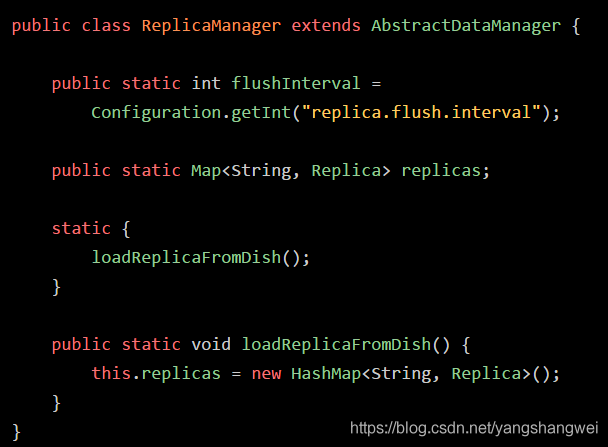 public class ReplicaManager extends AbstractDataManager {
public static int flushInterval =
Configuration.getInt("replica.flush.interval");
public static Map<String, Replica> replicas;
static {
loadReplicaFromDish();
}
public static void loadReplicaFromDish() {
this.replicas = new HashMap<String, Replica>();
}
}
https://blog.csdn.net/yangshangwei